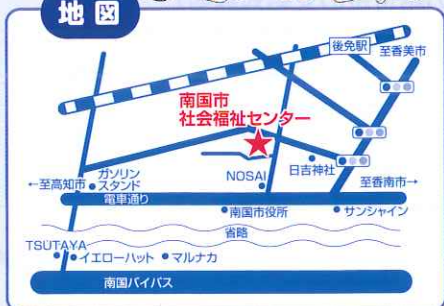 地図
後免駅
至香美市
南国市
社会福祉センター
ガソリン
スタンド
←至高知市
NOSAI
日吉神社
至香南市→
電車通り
南国市役所
サンシャイン
省略
TSUTAYA
イエローハット
マルナカ
南国バイパス